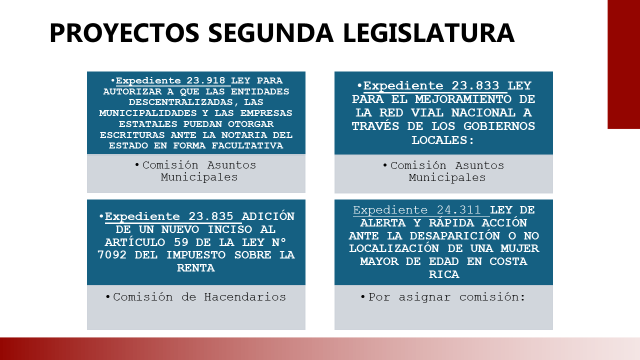 PROYECTOS SEGUNDA LEGISLATURA
•Expediente 23.918 LEY PARA
AUTORIZAR A QUE LAS ENTIDADES
DESCENTRALIZADAS, LAS
MUNICIPALIDADES Y LAS EMPRESAS
ESTATALES PUEDAN OTORGAR
ESCRITURAS ANTE LA NOTARIA DEL
ESTADO EN FORMA FACULTATIVA
•Comisión Asuntos
Municipales
•Expediente 23.833 LEY
PARA EL MEJORAMIENTO DE
LA RED VIAL NACIONAL A
TRAVÉS DE LOS GOBIERNOS
LOCALES:
•Comisión Asuntos
Municipales
•Expediente 23.835 ADICIÓN
DE UN NUEVO INCISO AL
ARTÍCULO 59 DE LA LEY Nº
7092 DEL IMPUESTO SOBRE LA
RENTA
•Comisión de Hacendarios
Expediente 24.311 LEY DE
ALERTA Y RÁPIDA ACCIÓN
ANTE LA DESAPARICIÓN O NO
LOCALIZACIÓN DE UNA MUJER
MAYOR DE EDAD EN COSTA
RICA
•Por asignar comisión: